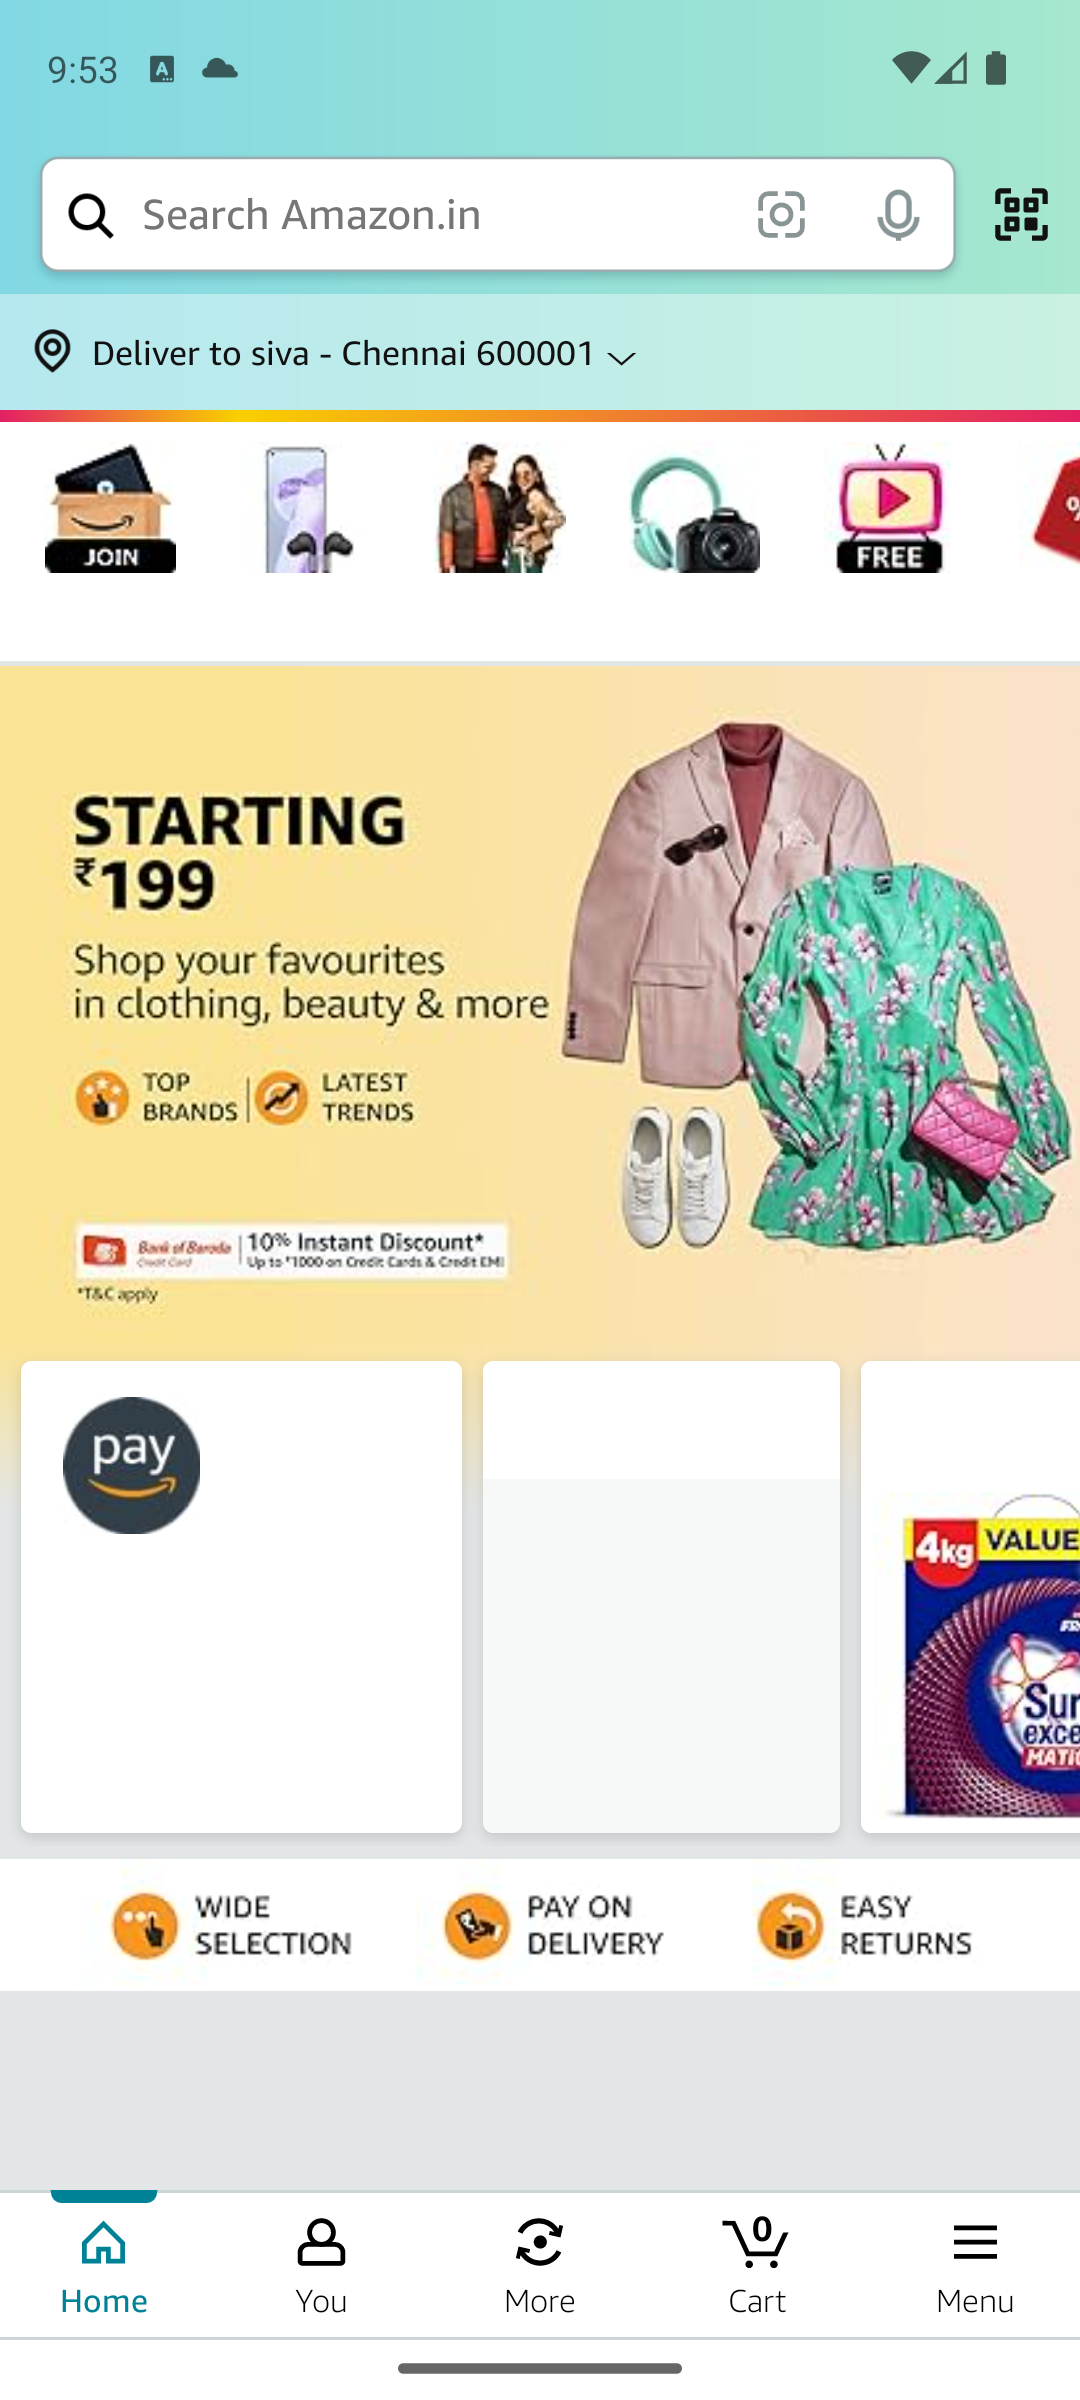 9:53
A
Search Amazon.in
Deliver to siva - Chennai 600001
JOIN
FREE
%
STARTING
₹199
Shop your favourites
in clothing, beauty & more
TOP
BRANDS
LATEST
TRENDS
Bank of Baroda
Credit Card
10% Instant Discount*
Up to ₹1000 on Credit Cards & Credit EMI
*T&C apply
pay
4kg
VALUE
Sur
exce
MATIC
WIDE
SELECTION
PAY ON
DELIVERY
EASY
RETURNS
0
Home
You
More
Cart
Menu